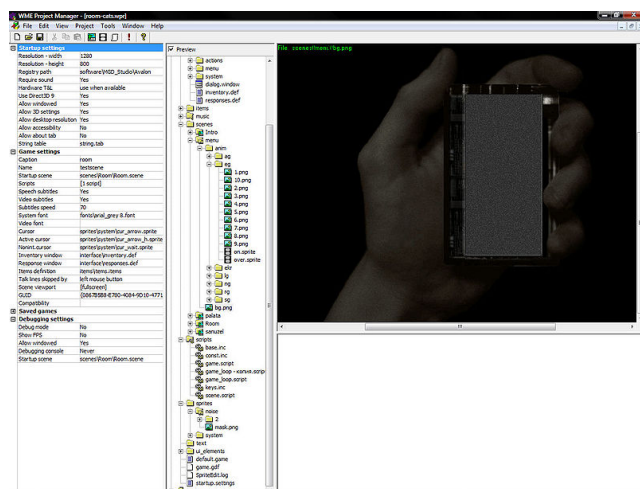 WME Project Manager - [room-cats.wpr]
File Edit View Project Tools Window Help
Startup settings
Resolution - width 1280
Resolution - height 800
Registry path software\MGD_Studio\Avalon
Require sound Yes
Hardware T&L use when available
Use Direct3D 9 Yes
Allow windowed Yes
Allow 3D settings Yes
Allow desktop resolution Yes
Allow accessibility No
Allow about tab No
String table string.tab
Game settings
Caption room
Name testscene
Startup scene scenes\Room\Room.scene
Scripts [1 script]
Speech subtitles Yes
Video subtitles Yes
Subtitles speed 70
System font fonts\arial_grey 8.font
Video font
Cursor sprites\system\cur_arrow.sprite
Active cursor sprites\system\cur_arrow_h.sprite
Nonint.cursor sprites\system\cur_wait.sprite
Inventory window interface\inventory.def
Response window interface\responses.def
Items definition items\items.items
Talk lines skipped by left mouse button
Scene viewport [fullscreen]
GUID
Compatibility
Saved games
Debugging settings
Debug mode No
Show FPS No
Allow windowed Yes
Debugging console Never
Startup scene scenes\Room\Room.scene
Preview
actions
menu
system
dialog.window
inventory.def
responses.def
items
music
scenes
Intro
menu
anim
ag
eg
1.png
10.png
2.png
3.png
4.png
5.png
6.png
7.png
8.png
9.png
on.sprite
over.sprite
ekr
lg
ng
rg
sg
bg.png
palata
Room
sanuzel
scripts
base.inc
const.inc
game.script
game_loop - копия.scrip
game_loop.script
keys.inc
scene.script
sprites
noise
2
mask.png
system
text
ui_elements
default.game
game.gdf
SpriteEdit.log
startup.settings
File scenes\menu\bg.png